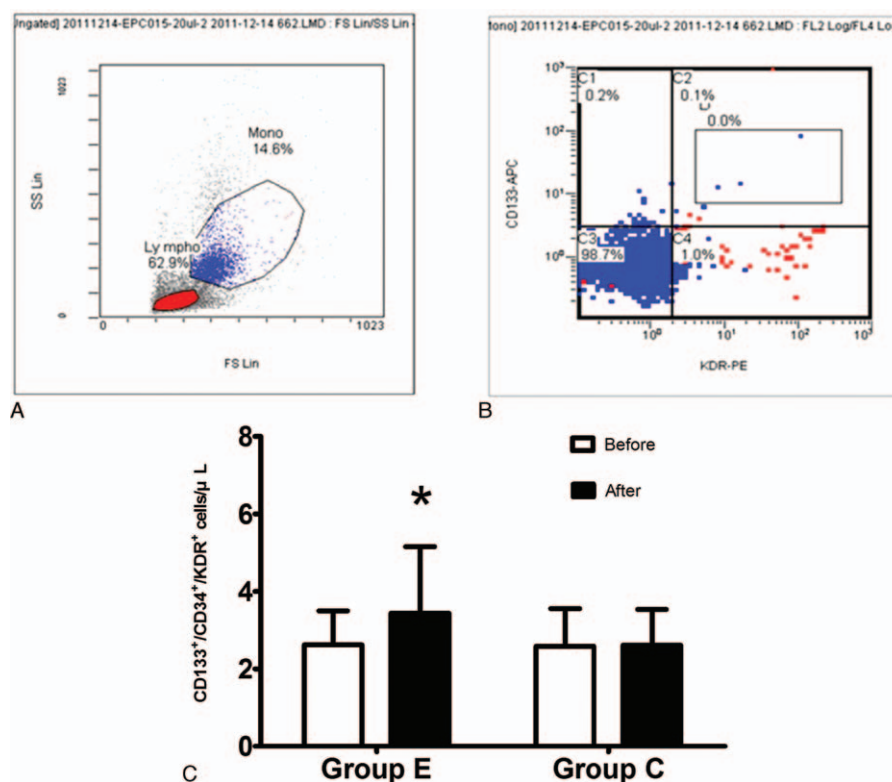 /ngated] 20111214-EPC015-20ul-2 2011-12-14 662.LMD : FS Lin/SS Lin
1023
Mono
14.6%
SS Lin
Lympho
62.9%
0
0
1023
FS Lin
A
Mono] 20111214-EPC015-20ul-2 2011-12-14 662.LMD : FL2 Log/FL4 Lo
10³
C1
0.2%
C2
0.1%
0.0%
10²
CD133-APC
10¹
C3
98.7%
C4
1.0%
10⁰
10⁰
10¹
10²
10³
KDR-PE
B
8
Before
After
*
6
CD133⁺/CD34⁺/KDR⁺ cells/μ L
4
2
0
Group E
Group C
C